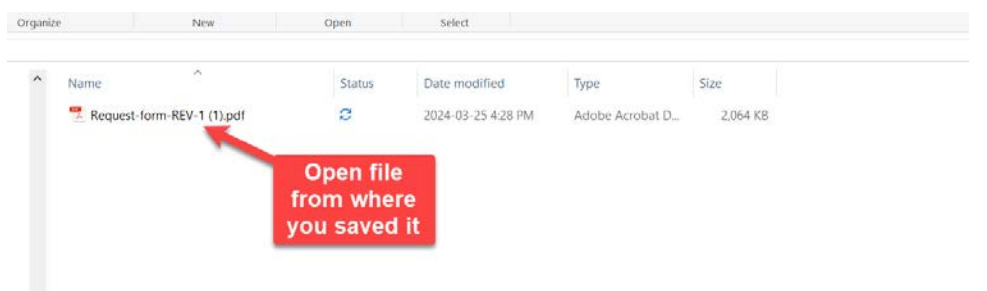 Organize New Open Select
Name Status Date modified Type Size
Request-form-REV-1 (1).pdf 2024-03-25 4:28 PM Adobe Acrobat D... 2,064 KB
Open file
from where
you saved it